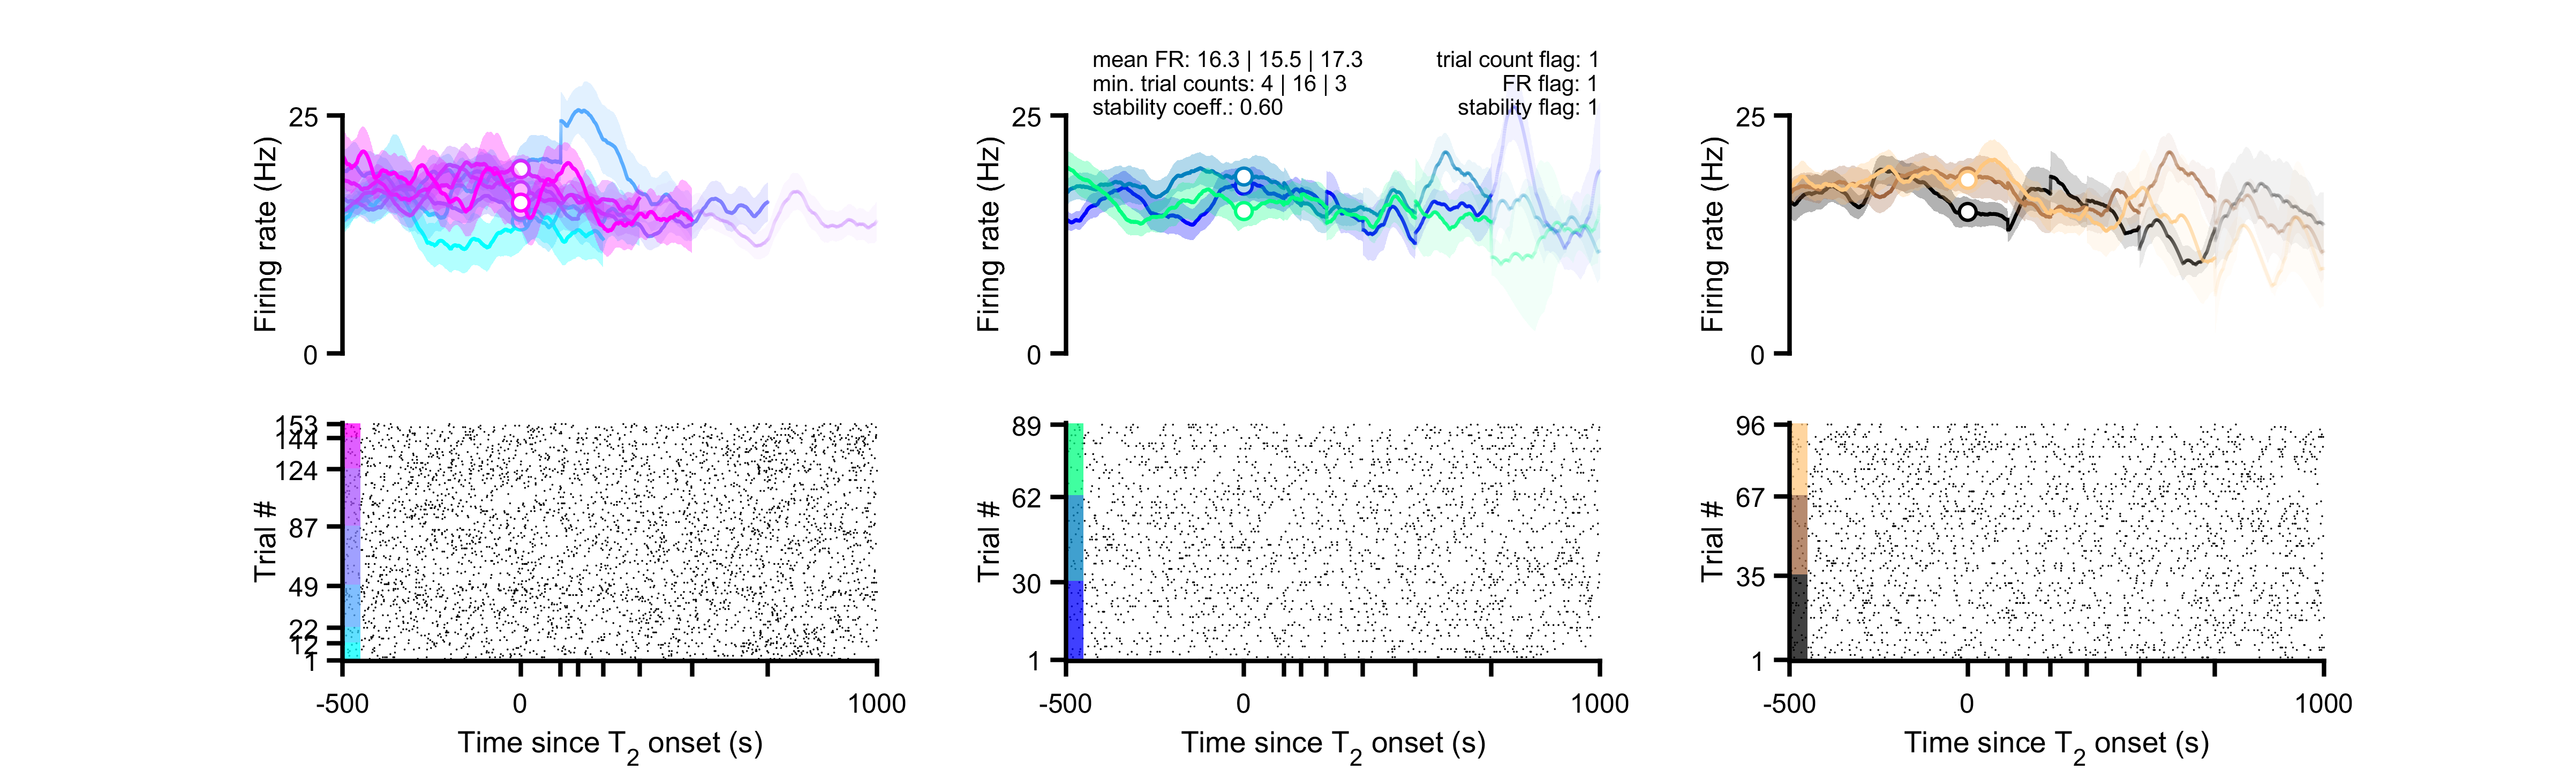 mean FR: 16.3 | 15.5 | 17.3
trial count flag: 1
min. trial counts: 4 | 16 | 3
FR flag: 1
stability coeff.: 0.60
stability flag: 1
25
0
Firing rate (Hz)
25
0
Firing rate (Hz)
25
0
Firing rate (Hz)
153
144
124
87
49
22
12
1
Trial #
-500
0
1000
Time since T2 onset (s)
89
62
30
1
Trial #
-500
0
1000
Time since T2 onset (s)
96
67
35
1
Trial #
-500
0
1000
Time since T2 onset (s)